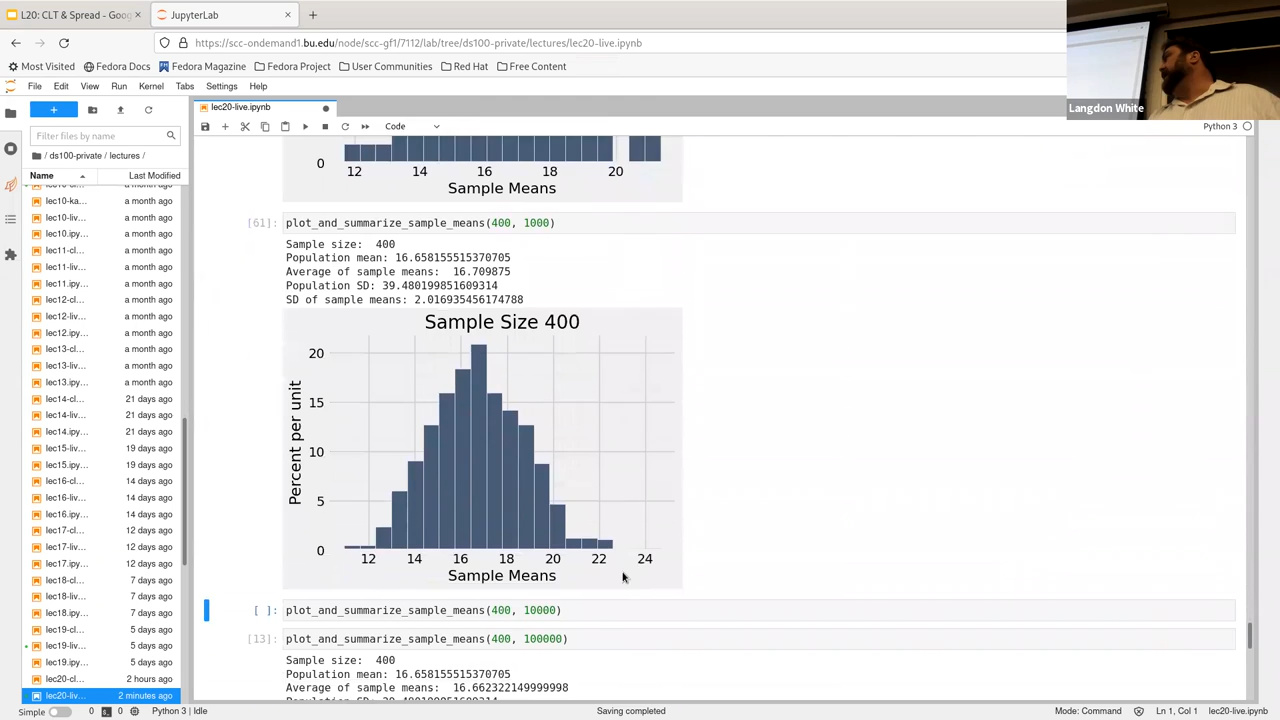 L20: CLT & Spread - Goog
JupyterLab
https://scc-ondemand1.bu.edu/node/scc-gf1/7112/lab/tree/ds100-private/lectures/lec20-live.ipynb
Most Visited
Fedora Docs
Fedora Magazine
Fedora Project
User Communities
Red Hat
Free Content
Langdon White
File Edit View Run Kernel Tabs Settings Help
lec20-live.ipynb
Code
Python 3
Filter files by name
/ ds100-private / lectures /
Name Last Modified
lec10-ka... a month ago
lec10-liv... a month ago
lec10.ipy... a month ago
lec11-cl... a month ago
lec11-liv... a month ago
lec11.ipy... a month ago
lec12-cl... a month ago
lec12-liv... a month ago
lec12.ipy... a month ago
lec13-cl... a month ago
lec13-liv... a month ago
lec13.ipy... a month ago
lec14-cl... 21 days ago
lec14-liv... 21 days ago
lec14.ipy... 21 days ago
lec15-liv... 19 days ago
lec15.ipy... 19 days ago
lec16-cl... 14 days ago
lec16-liv... 14 days ago
lec16.ipy... 14 days ago
lec17-cl... 12 days ago
lec17-liv... 12 days ago
lec17.ipy... 12 days ago
lec18-cl... 7 days ago
lec18-liv... 7 days ago
lec18.ipy... 7 days ago
lec19-cl... 5 days ago
lec19-liv... 5 days ago
lec19.ipy... 5 days ago
lec20-cl... 2 hours ago
lec20-liv... 2 minutes ago
0
12 14 16 18 20
Sample Means
[61]: plot_and_summarize_sample_means(400, 1000)
Sample size: 400
Population mean: 16.658155515370705
Average of sample means: 16.709875
Population SD: 39.480199851609314
SD of sample means: 2.016935456174788
Sample Size 400
Percent per unit
20
15
10
5
0
12 14 16 18 20 22 24
Sample Means
[ ]: plot_and_summarize_sample_means(400, 10000)
[13]: plot_and_summarize_sample_means(400, 100000)
Sample size: 400
Population mean: 16.658155515370705
Average of sample means: 16.662322149999998
Simple 0 0 Python 3 | Idle
Saving completed
Mode: Command
Ln 1, Col 1
lec20-live.ipynb